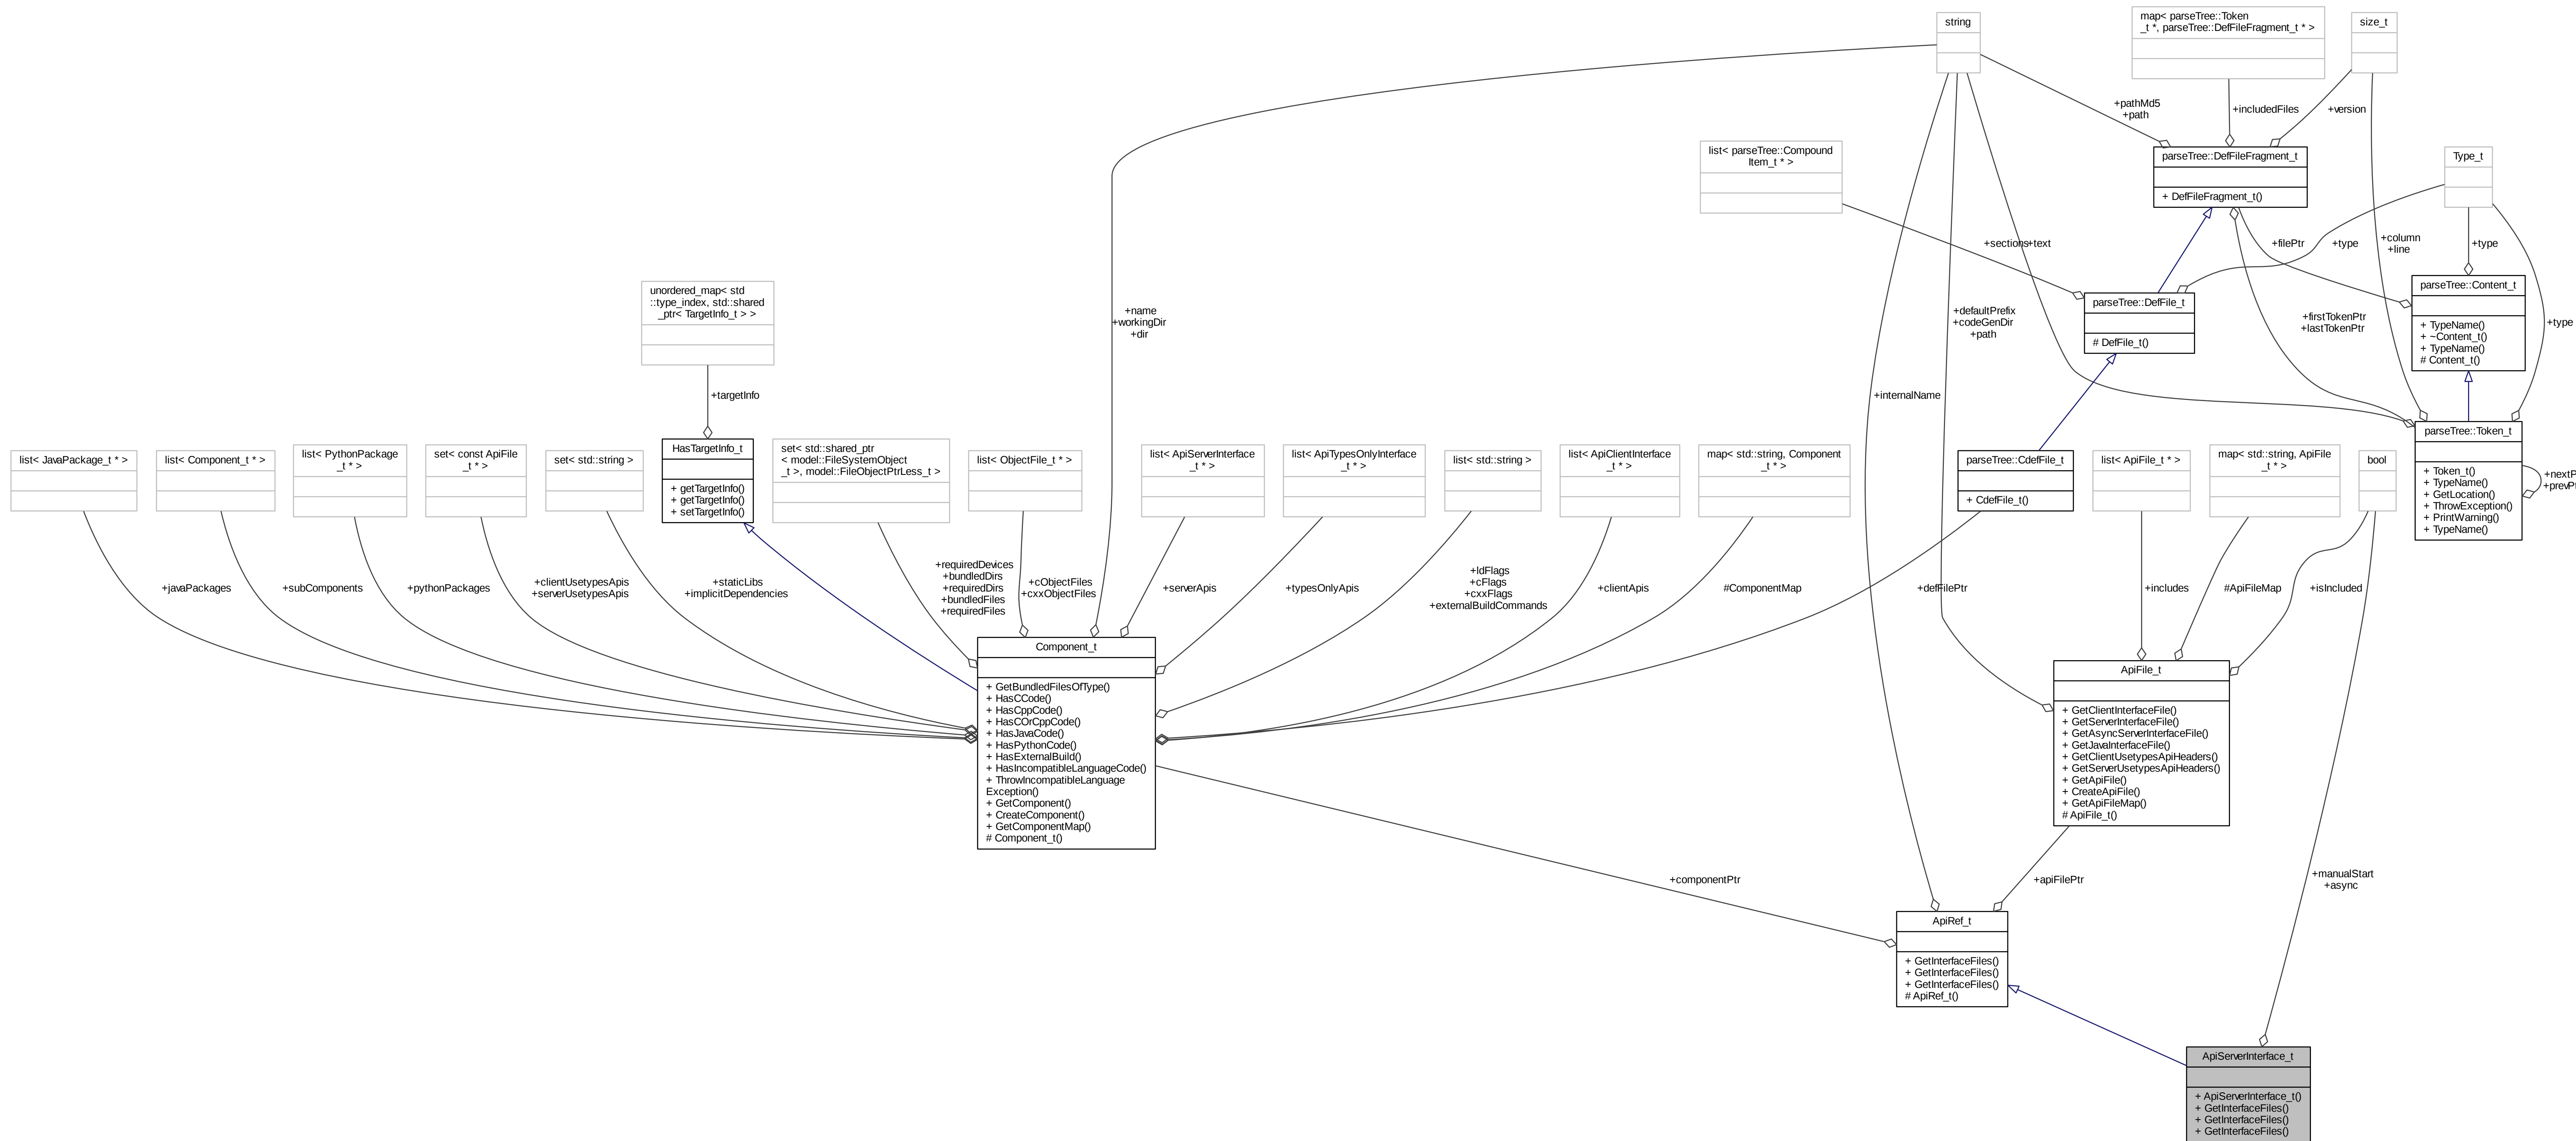 string
map< parseTree::Token
_t *, parseTree::DefFileFragment_t * >
size_t
+pathMd5
+path
+includedFiles
+version
list< parseTree::Compound
Item_t * >
parseTree::DefFileFragment_t
+ DefFileFragment_t()
Type_t
+sections
+text
+filePtr
+type
+column
+line
+type
unordered_map< std
::type_index, std::shared
_ptr< TargetInfo_t > >
parseTree::DefFile_t
# DefFile_t()
parseTree::Content_t
+ TypeName()
+ ~Content_t()
+ TypeName()
# Content_t()
+name
+workingDir
+dir
+defaultPrefix
+codeGenDir
+path
+firstTokenPtr
+lastTokenPtr
+type
+targetInfo
+internalName
list< JavaPackage_t * >
list< Component_t * >
list< PythonPackage
_t * >
set< const ApiFile
_t * >
set< std::string >
HasTargetInfo_t
+ getTargetInfo()
+ getTargetInfo()
+ setTargetInfo()
set< std::shared_ptr
< model::FileSystemObject
_t >, model::FileObjectPtrLess_t >
list< ObjectFile_t * >
list< ApiServerInterface
_t * >
list< ApiTypesOnlyInterface
_t * >
list< std::string >
list< ApiClientInterface
_t * >
map< std::string, Component
_t * >
parseTree::CdefFile_t
+ CdefFile_t()
list< ApiFile_t * >
map< std::string, ApiFile
_t * >
bool
parseTree::Token_t
+ Token_t()
+ TypeName()
+ GetLocation()
+ ThrowException()
+ PrintWarning()
+ TypeName()
+nextP
+prevP
+javaPackages
+subComponents
+pythonPackages
+clientUsetypesApis
+serverUsetypesApis
+staticLibs
+implicitDependencies
+requiredDevices
+bundledDirs
+requiredDirs
+bundledFiles
+requiredFiles
+cObjectFiles
+cxxObjectFiles
+serverApis
+typesOnlyApis
+ldFlags
+cFlags
+cxxFlags
+externalBuildCommands
+clientApis
#ComponentMap
+defFilePtr
+includes
#ApiFileMap
+isIncluded
Component_t
+ GetBundledFilesOfType()
+ HasCCode()
+ HasCppCode()
+ HasCOrCppCode()
+ HasJavaCode()
+ HasPythonCode()
+ HasExternalBuild()
+ HasIncompatibleLanguageCode()
+ ThrowIncompatibleLanguage
Exception()
+ GetComponent()
+ CreateComponent()
+ GetComponentMap()
# Component_t()
ApiFile_t
+ GetClientInterfaceFile()
+ GetServerInterfaceFile()
+ GetAsyncServerInterfaceFile()
+ GetJavaInterfaceFile()
+ GetClientUsetypesApiHeaders()
+ GetServerUsetypesApiHeaders()
+ GetApiFile()
+ CreateApiFile()
+ GetApiFileMap()
# ApiFile_t()
+componentPtr
+apiFilePtr
+manualStart
+async
ApiRef_t
+ GetInterfaceFiles()
+ GetInterfaceFiles()
+ GetInterfaceFiles()
# ApiRef_t()
ApiServerInterface_t
+ ApiServerInterface_t()
+ GetInterfaceFiles()
+ GetInterfaceFiles()
+ GetInterfaceFiles()